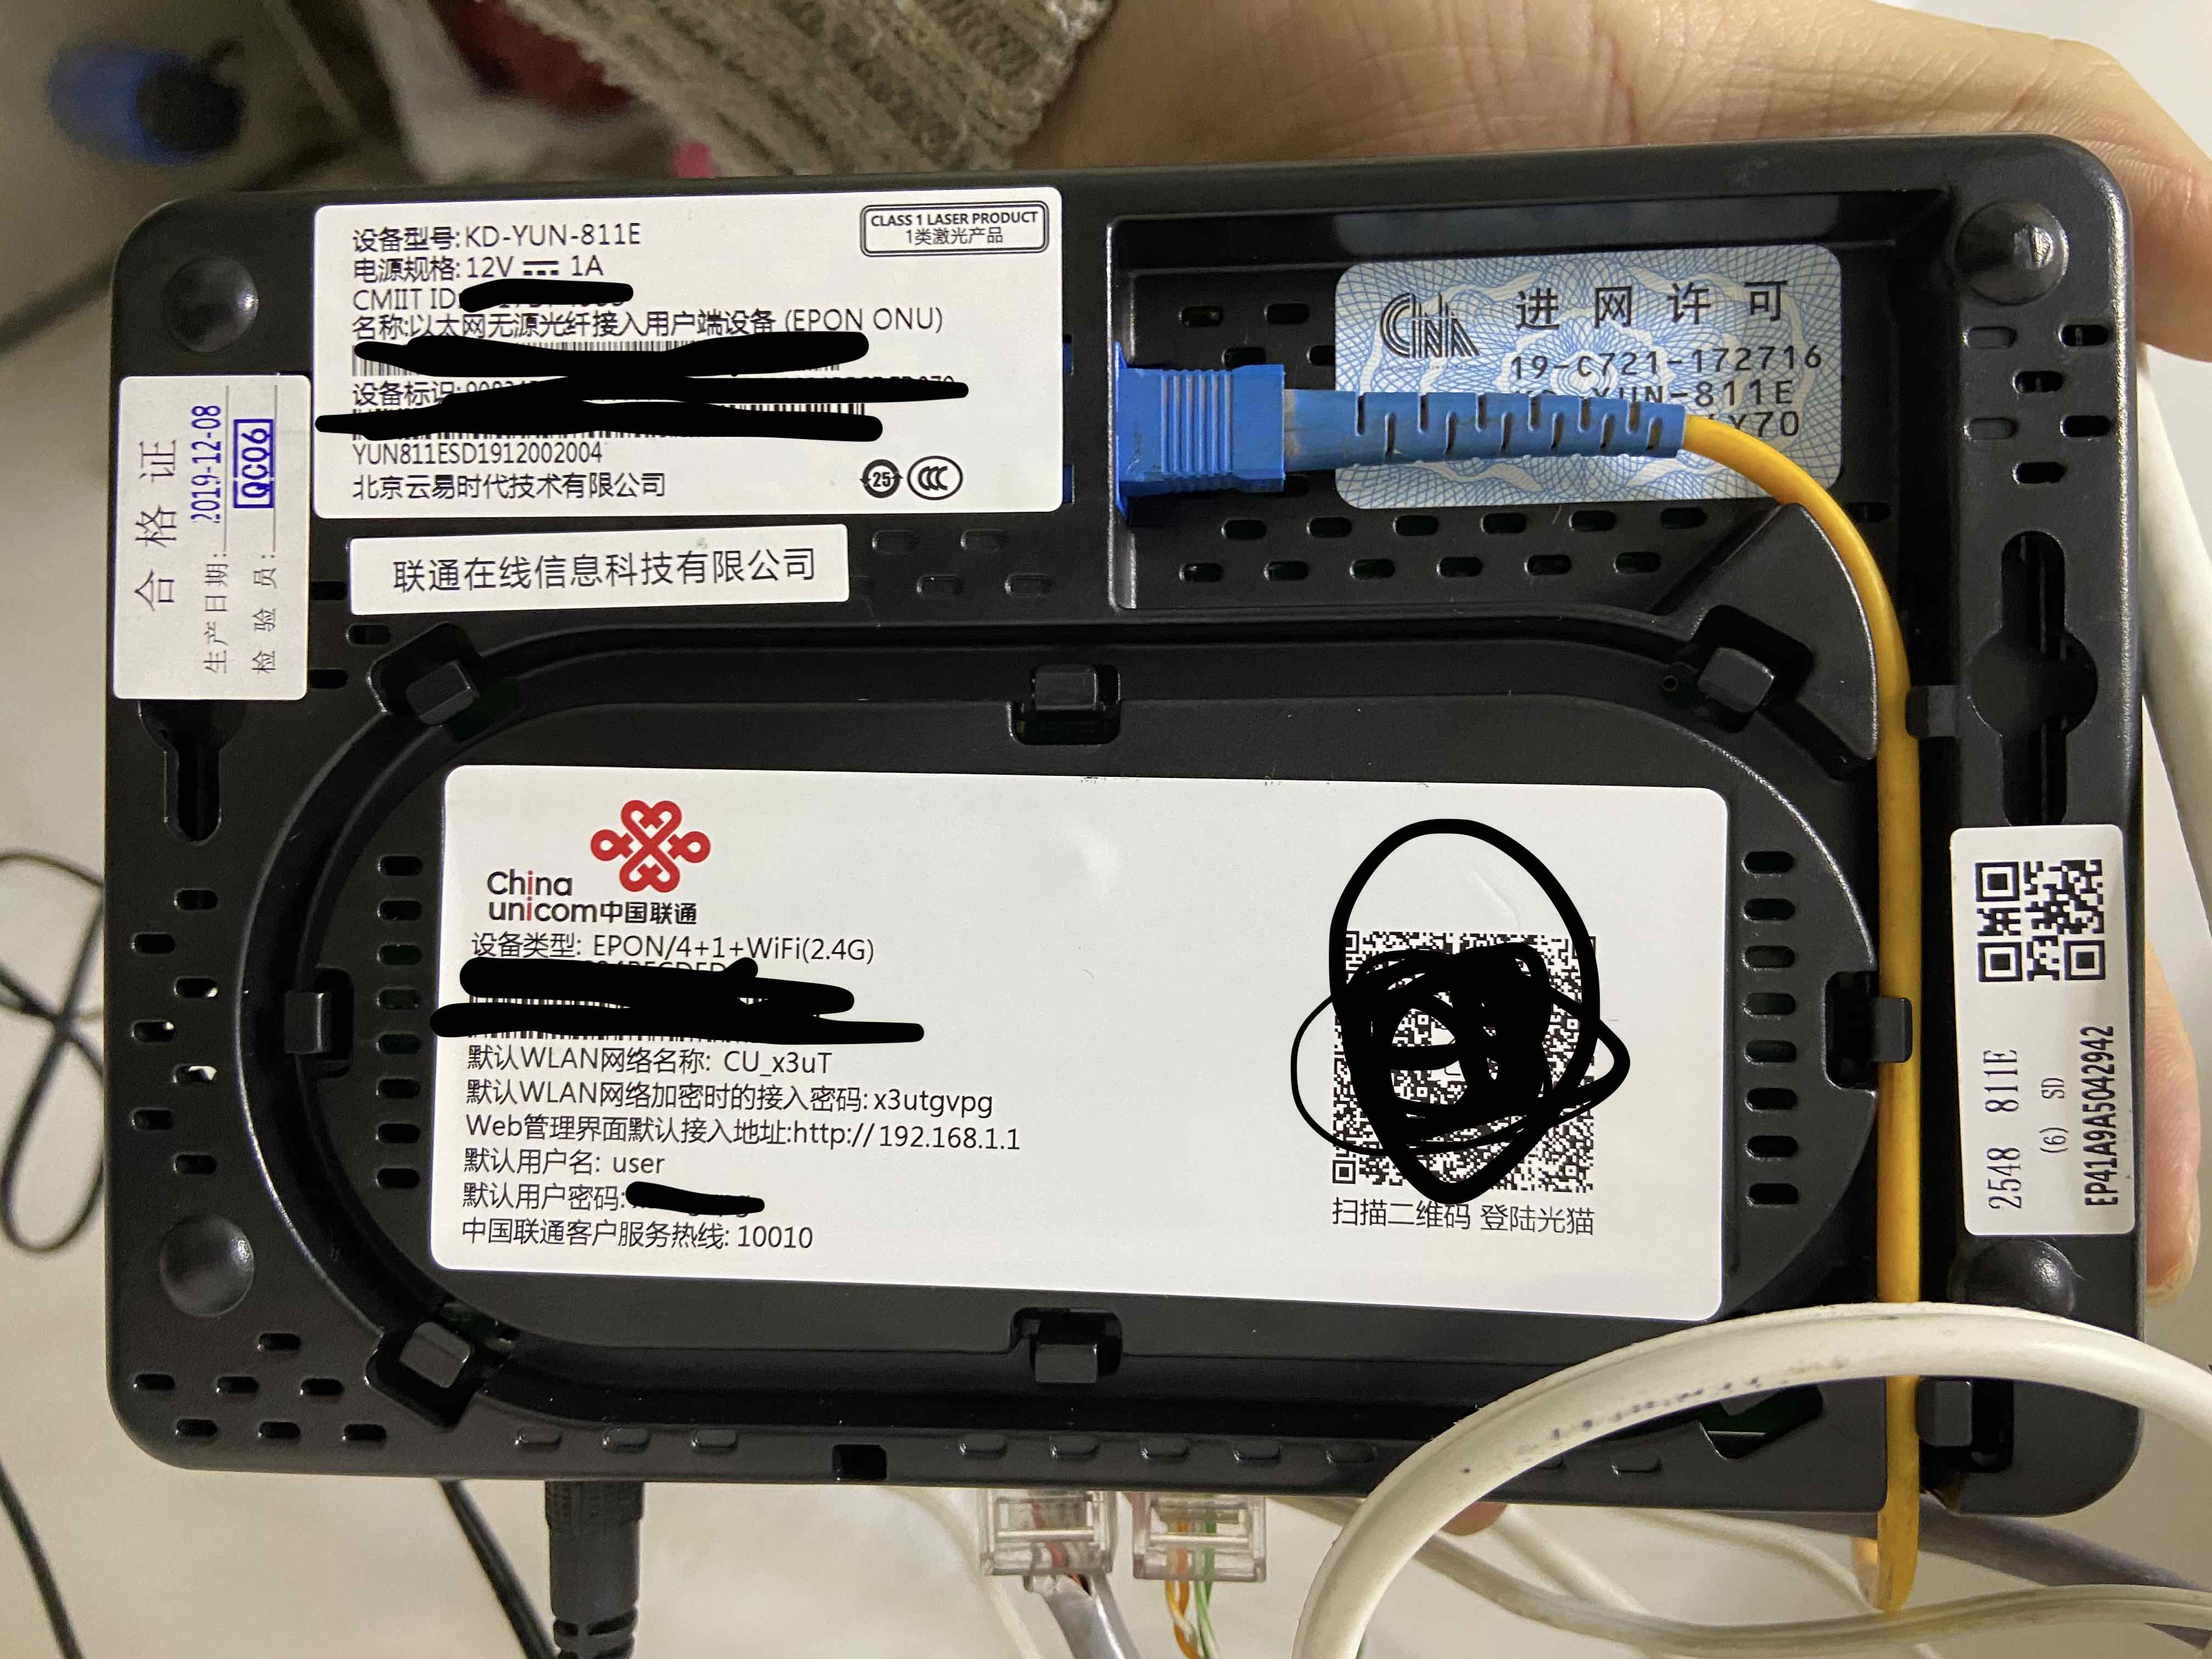 设备型号:KD-YUN-811E
电源规格:12V 1A
CMIIT ID:
名称:以太网无源光纤接入用户端设备 (EPON ONU)
设备标识:
YUN811ESD1912002004
北京云易时代技术有限公司
CLASS 1 LASER PRODUCT
1类激光产品
25
CCC
合格证
生产日期: 2019-12-08
检验员: QC06
联通在线信息科技有限公司
进网许可
19-C721-172716
YUN-811E
Y70
China
unicom中国联通
设备类型: EPON/4+1+WiFi(2.4G)
默认WLAN网络名称: CU_x3uT
默认WLAN网络加密时的接入密码:x3utgvpg
Web管理界面默认接入地址:http://192.168.1.1
默认用户名: user
默认用户密码:
中国联通客户服务热线: 10010
扫描二维码 登陆光猫
2548 811E
(6) SD
EP41A9A5042942